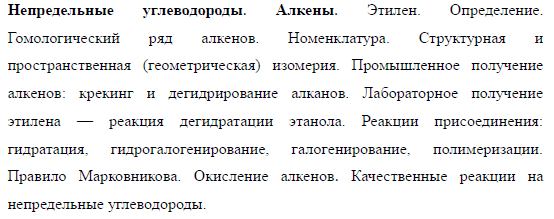 Непредельные углеводороды. Алкены. Этилен. Определение.
Гомологический ряд алкенов. Номенклатура. Структурная и
пространственная (геометрическая) изомерия. Промышленное получение
алкенов: крекинг и дегидрирование алканов. Лабораторное получение
этилена — реакция дегидратации этанола. Реакции присоединения:
гидратация, гидрогалогенирование, галогенирование, полимеризации.
Правило Марковникова. Окисление алкенов. Качественные реакции на
непредельные углеводороды.